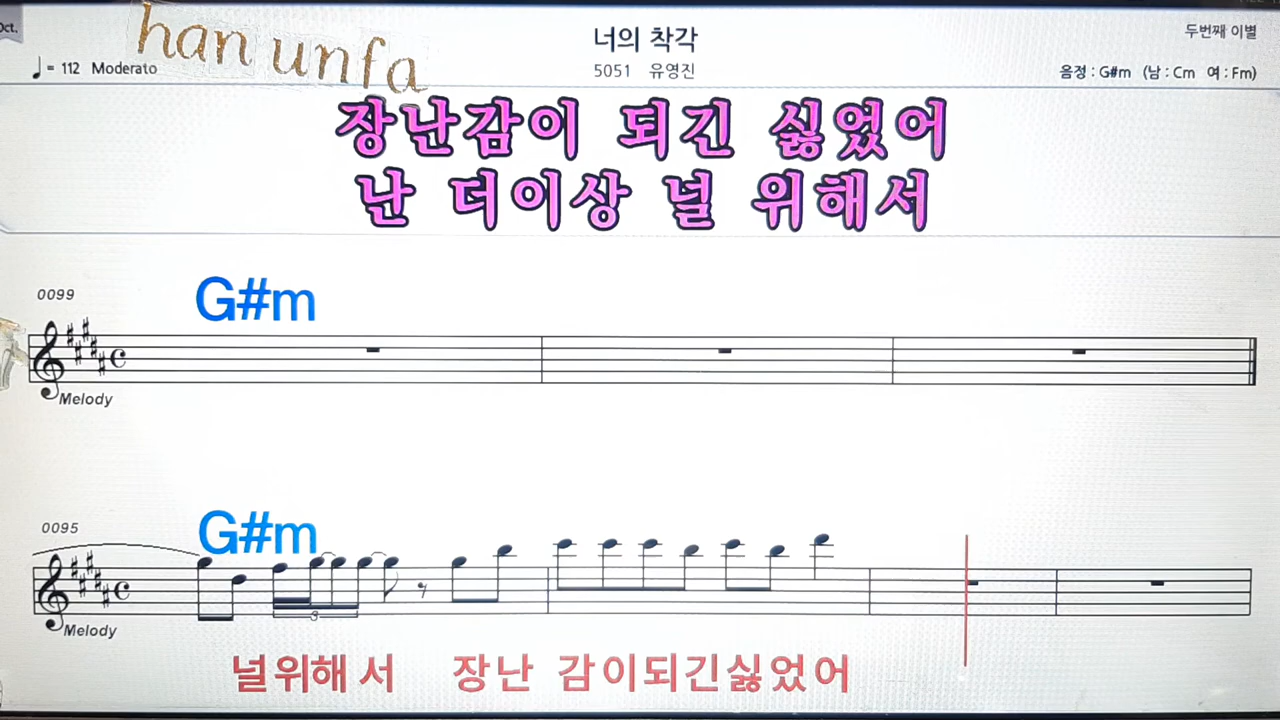 Oct.
han unfa
너의 착각
두번째 이별
♩= 112 Moderato
5051 유영진
음정 : G#m (남 : Cm 여 : Fm)
장난감이 되긴 싫었어
난 더이상 널 위해서
0099
G#m
Melody
0095
G#m
3
Melody
널위해 서 장난 감이되긴싫었어